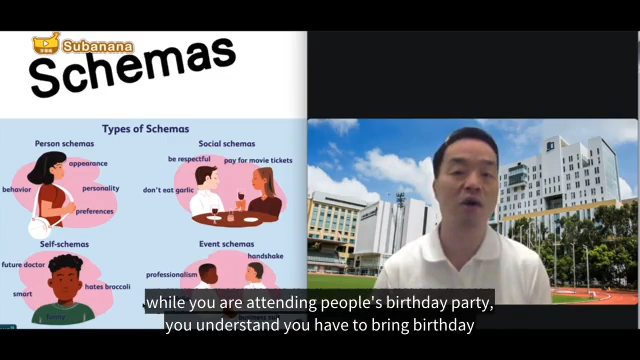 Subanana
Schemas
Types of Schemas
Person schemas
appearance
behavior
personality
preferences
Social schemas
be respectful
pay for movie tickets
don't eat garlic
Self-schemas
future doctor
smart
hates broccoli
funny
Event schemas
handshake
professionalism
while you are attending people's birthday party,
you understand you have to bring birthday